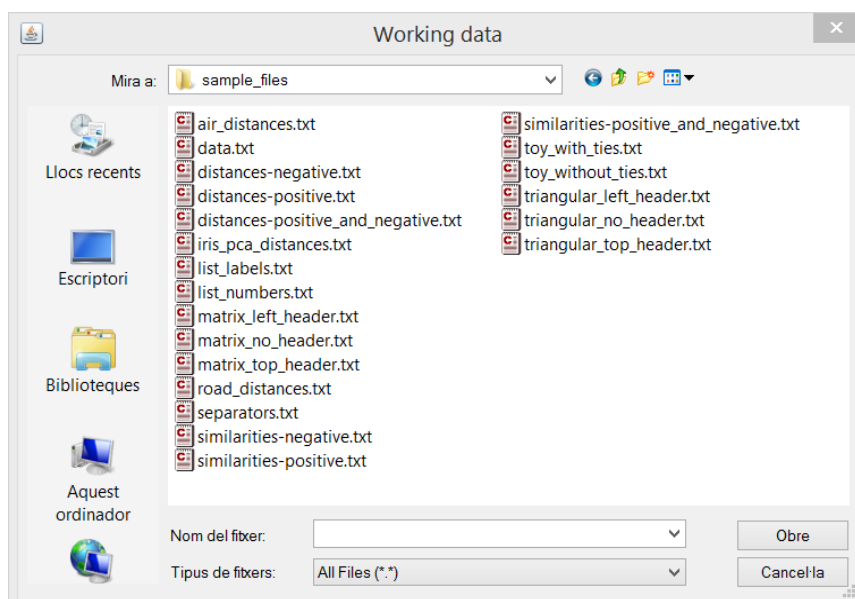 Working data
Mira a:
sample_files
Llocs recents
Escriptori
Biblioteques
Aquest
ordinador
air_distances.txt
data.txt
distances-negative.txt
distances-positive.txt
distances-positive_and_negative.txt
iris_pca_distances.txt
list_labels.txt
list_numbers.txt
matrix_left_header.txt
matrix_no_header.txt
matrix_top_header.txt
road_distances.txt
separators.txt
similarities-negative.txt
similarities-positive.txt
similarities-positive_and_negative.txt
toy_with_ties.txt
toy_without_ties.txt
triangular_left_header.txt
triangular_no_header.txt
triangular_top_header.txt
Nom del fitxer:
Obre
Tipus de fitxers:
All Files (*.*)
Cancel·la